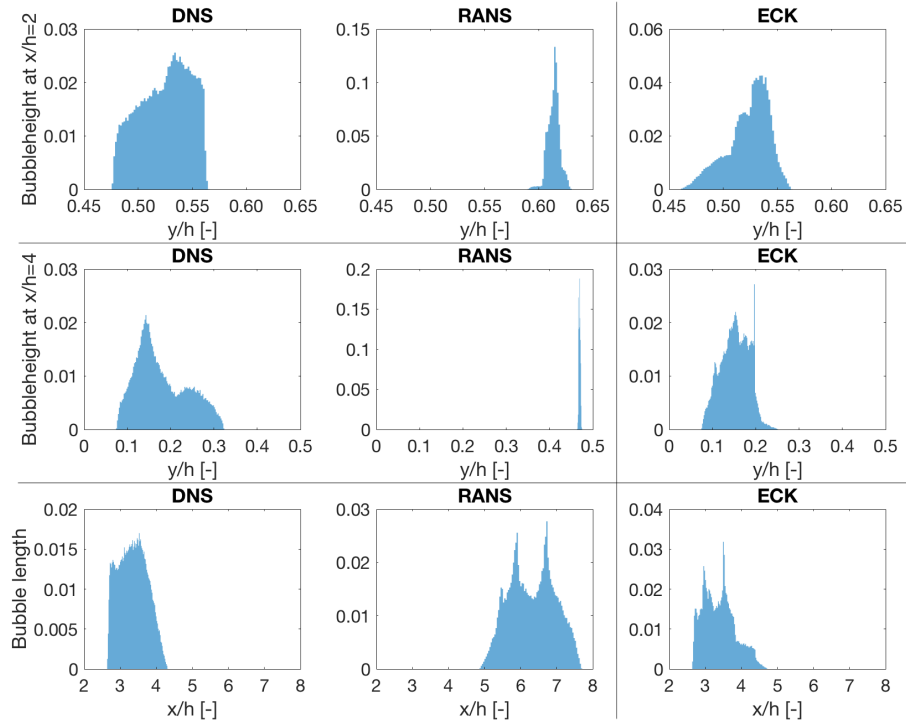 DNS RANS ECK
Bubbleheight at x/h=2
0.03 0.15 0.06
0.02 0.10 0.04
0.01 0.05 0.02
0 0 0
0.45 0.50 0.55 0.60 0.65 0.45 0.50 0.55 0.60 0.65 0.45 0.50 0.55 0.60 0.65
y/h [-] y/h [-] y/h [-]
DNS RANS ECK
Bubbleheight at x/h=4
0.03 0.2 0.03
0.15
0.02 0.02
0.1
0.01 0.01
0.05
0 0 0
0 0.1 0.2 0.3 0.4 0.5 0 0.1 0.2 0.3 0.4 0.5 0 0.1 0.2 0.3 0.4 0.5
y/h [-] y/h [-] y/h [-]
DNS RANS ECK
Bubble length
0.02 0.03 0.04
0.015 0.03
0.02
0.01 0.02
0.01
0.005 0.01
0 0 0
2 3 4 5 6 7 8 2 3 4 5 6 7 8 2 3 4 5 6 7 8
x/h [-] x/h [-] x/h [-]